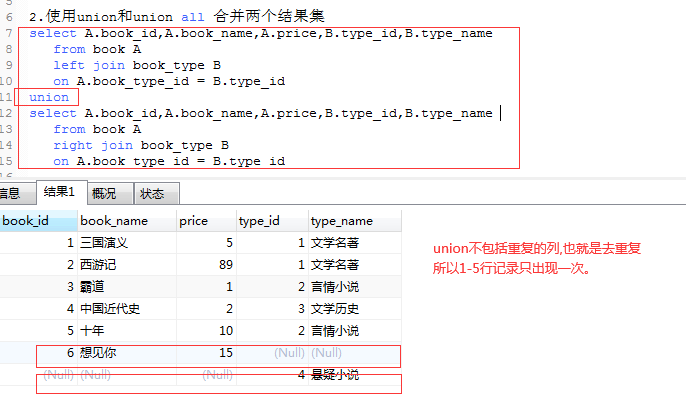 5
6 2.使用union和union all 合并两个结果集
7 select A.book_id,A.book_name,A.price,B.type_id,B.type_name
8 from book A
9 left join book_type B
10 on A.book_type_id = B.type_id
11 union
12 select A.book_id,A.book_name,A.price,B.type_id,B.type_name
13 from book A
14 right join book_type B
15 on A.book_type_id = B.type_id
信息 结果1 概况 状态
book_id book_name price type_id type_name
1 三国演义 5 1 文学名著
2 西游记 89 1 文学名著
3 霸道 1 2 言情小说
4 中国近代史 2 3 文学历史
5 十年 10 2 言情小说
6 想见你 15 (Null) (Null)
(Null) (Null) (Null) 4 悬疑小说
union不包括重复的列,也就是去重复
所以1-5行记录只出现一次。